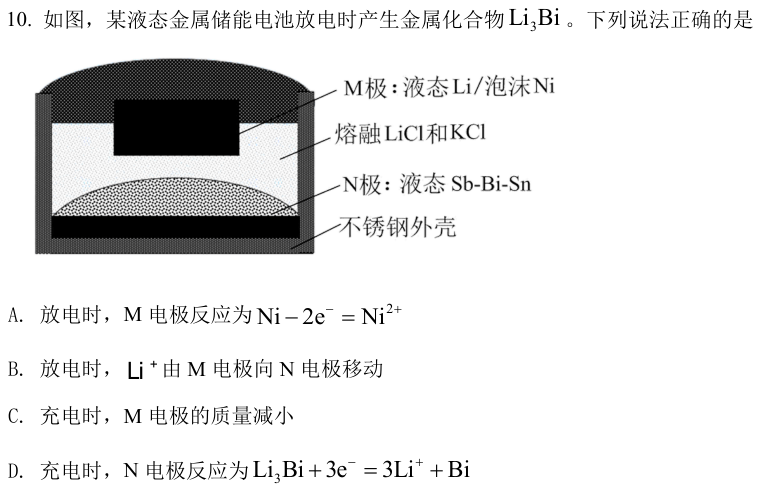 10. 如图，某液态金属储能电池放电时产生金属化合物Li₃Bi。下列说法正确的是
M极：液态Li/泡沫Ni
熔融LiCl和KCl
N极：液态Sb-Bi-Sn
不锈钢外壳
A. 放电时，M 电极反应为Ni－2e⁻＝Ni²⁺
B. 放电时，Li⁺由 M 电极向 N 电极移动
C. 充电时，M 电极的质量减小
D. 充电时，N 电极反应为Li₃Bi＋3e⁻＝3Li⁺＋Bi